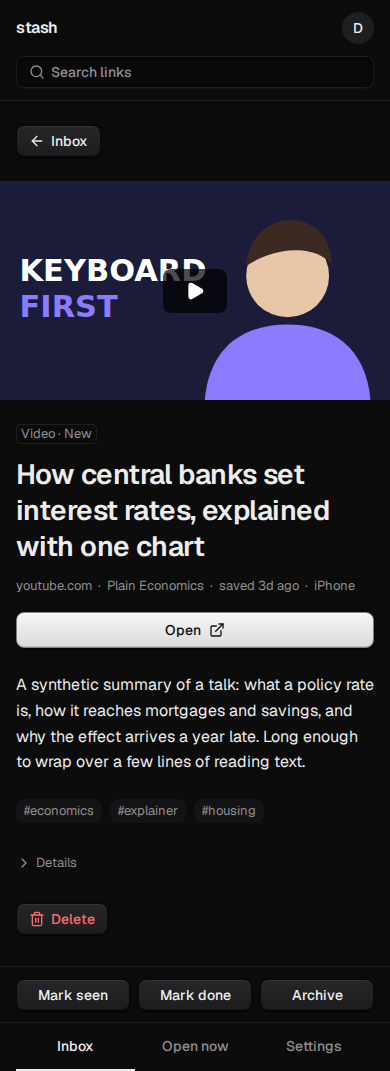 stash
D
Search links
Inbox
KEYBOARD
FIRST
Video · New
How central banks set
interest rates, explained
with one chart
youtube.com · Plain Economics · saved 3d ago · iPhone
Open
A synthetic summary of a talk: what a policy rate
is, how it reaches mortgages and savings, and
why the effect arrives a year late. Long enough
to wrap over a few lines of reading text.
#economics #explainer #housing
Details
Delete
Mark seen Mark done Archive
Inbox Open now Settings